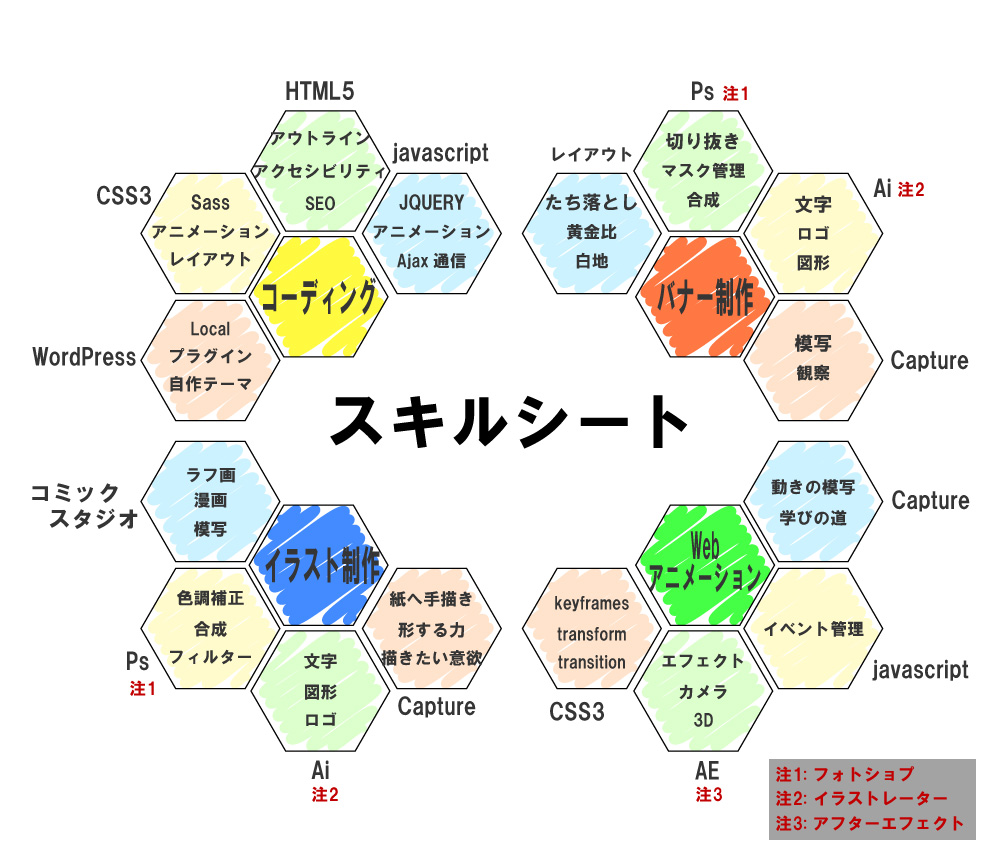 HTML5
アウトライン
アクセシビリティ
SEO
CSS3
Sass
アニメーション
レイアウト
javascript
JQUERY
アニメーション
Ajax 通信
コーディング
WordPress
Local
プラグイン
自作テーマ
Ps 注1
切り抜き
マスク管理
合成
レイアウト
たち落とし
黄金比
白地
Ai 注2
文字
ロゴ
図形
バナー制作
模写
観察
Capture
スキルシート
コミック
スタジオ
ラフ画
漫画
模写
イラスト制作
色調補正
合成
フィルター
Ps
注1
紙へ手描き
形する力
描きたい意欲
Capture
文字
図形
ロゴ
Ai
注2
動きの模写
学びの道
Capture
Web
アニメーション
keyframes
transform
transition
CSS3
イベント管理
javascript
エフェクト
カメラ
3D
AE
注3
注1: フォトショプ
注2: イラストレーター
注3: アフターエフェクト